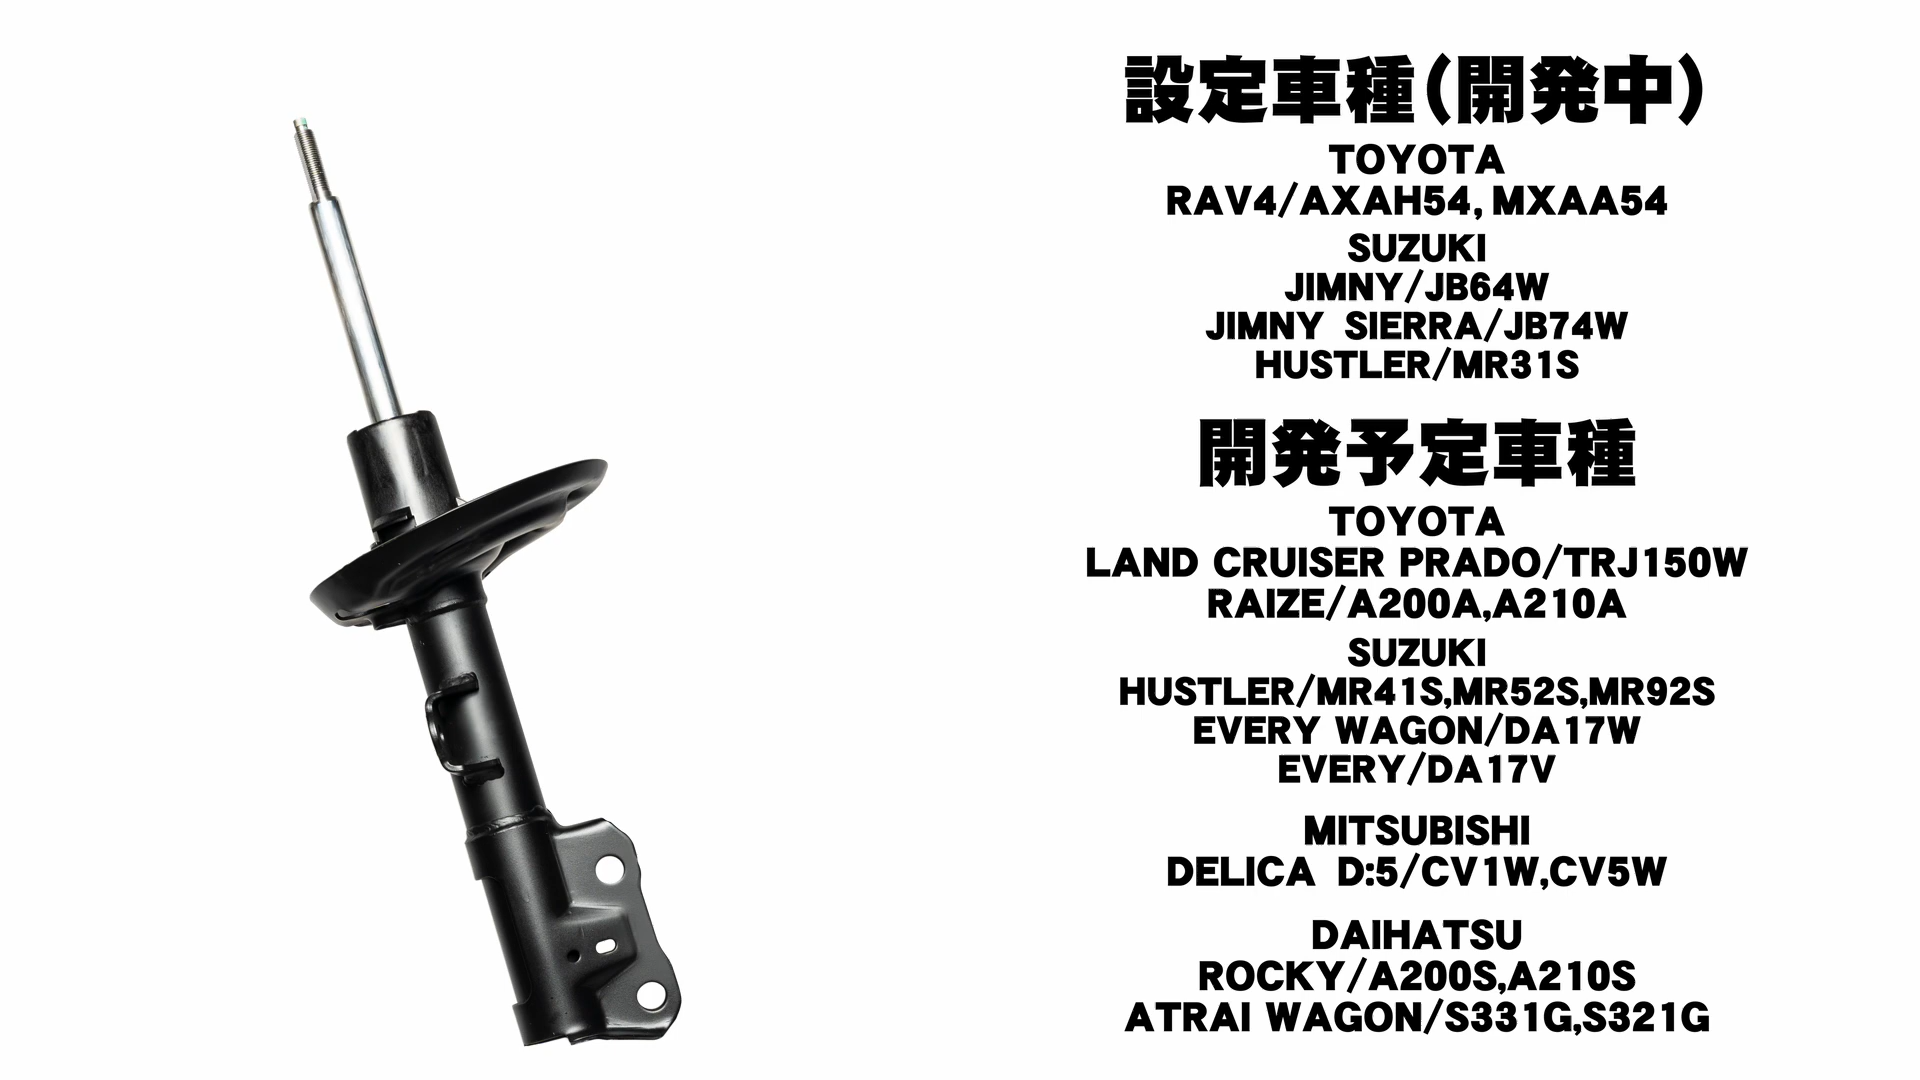 設定車種(開発中)
TOYOTA
RAV4/AXAH54, MXAA54
SUZUKI
JIMNY/JB64W
JIMNY SIERRA/JB74W
HUSTLER/MR31S
開発予定車種
TOYOTA
LAND CRUISER PRADO/TRJ150W
RAIZE/A200A,A210A
SUZUKI
HUSTLER/MR41S,MR52S,MR92S
EVERY WAGON/DA17W
EVERY/DA17V
MITSUBISHI
DELICA D:5/CV1W,CV5W
DAIHATSU
ROCKY/A200S,A210S
ATRAI WAGON/S331G,S321G